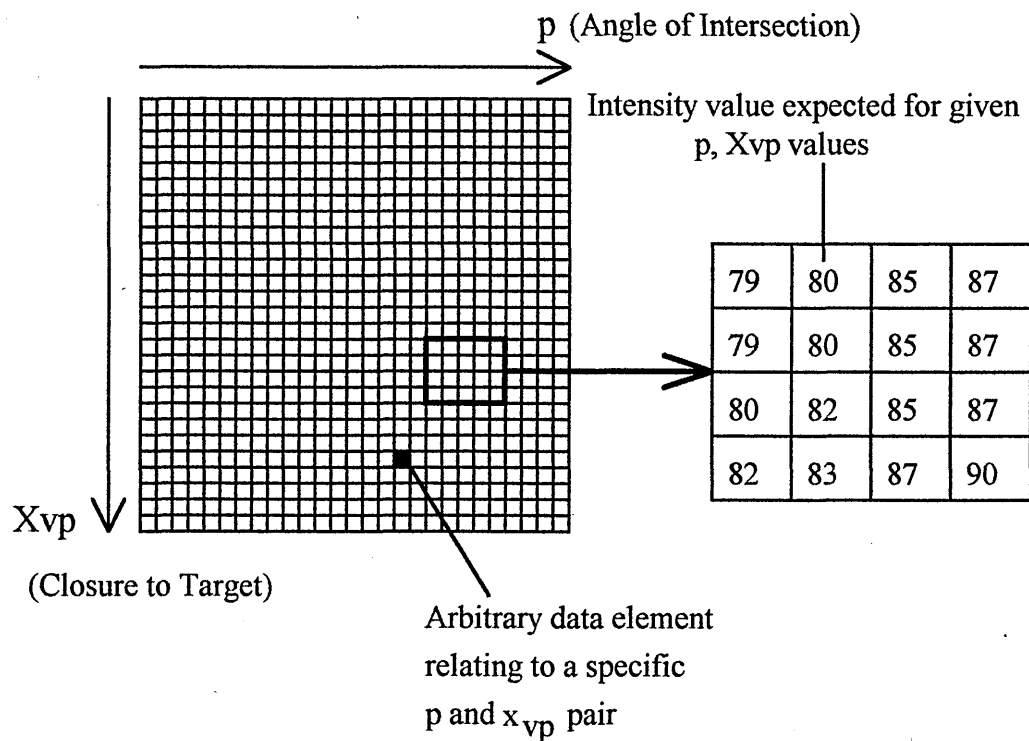 p (Angle of Intersection)
Intensity value expected for given
p, Xvp values
79 80 85 87
79 80 85 87
80 82 85 87
82 83 87 90
Xvp
(Closure to Target)
Arbitrary data element
relating to a specific
p and xvp pair